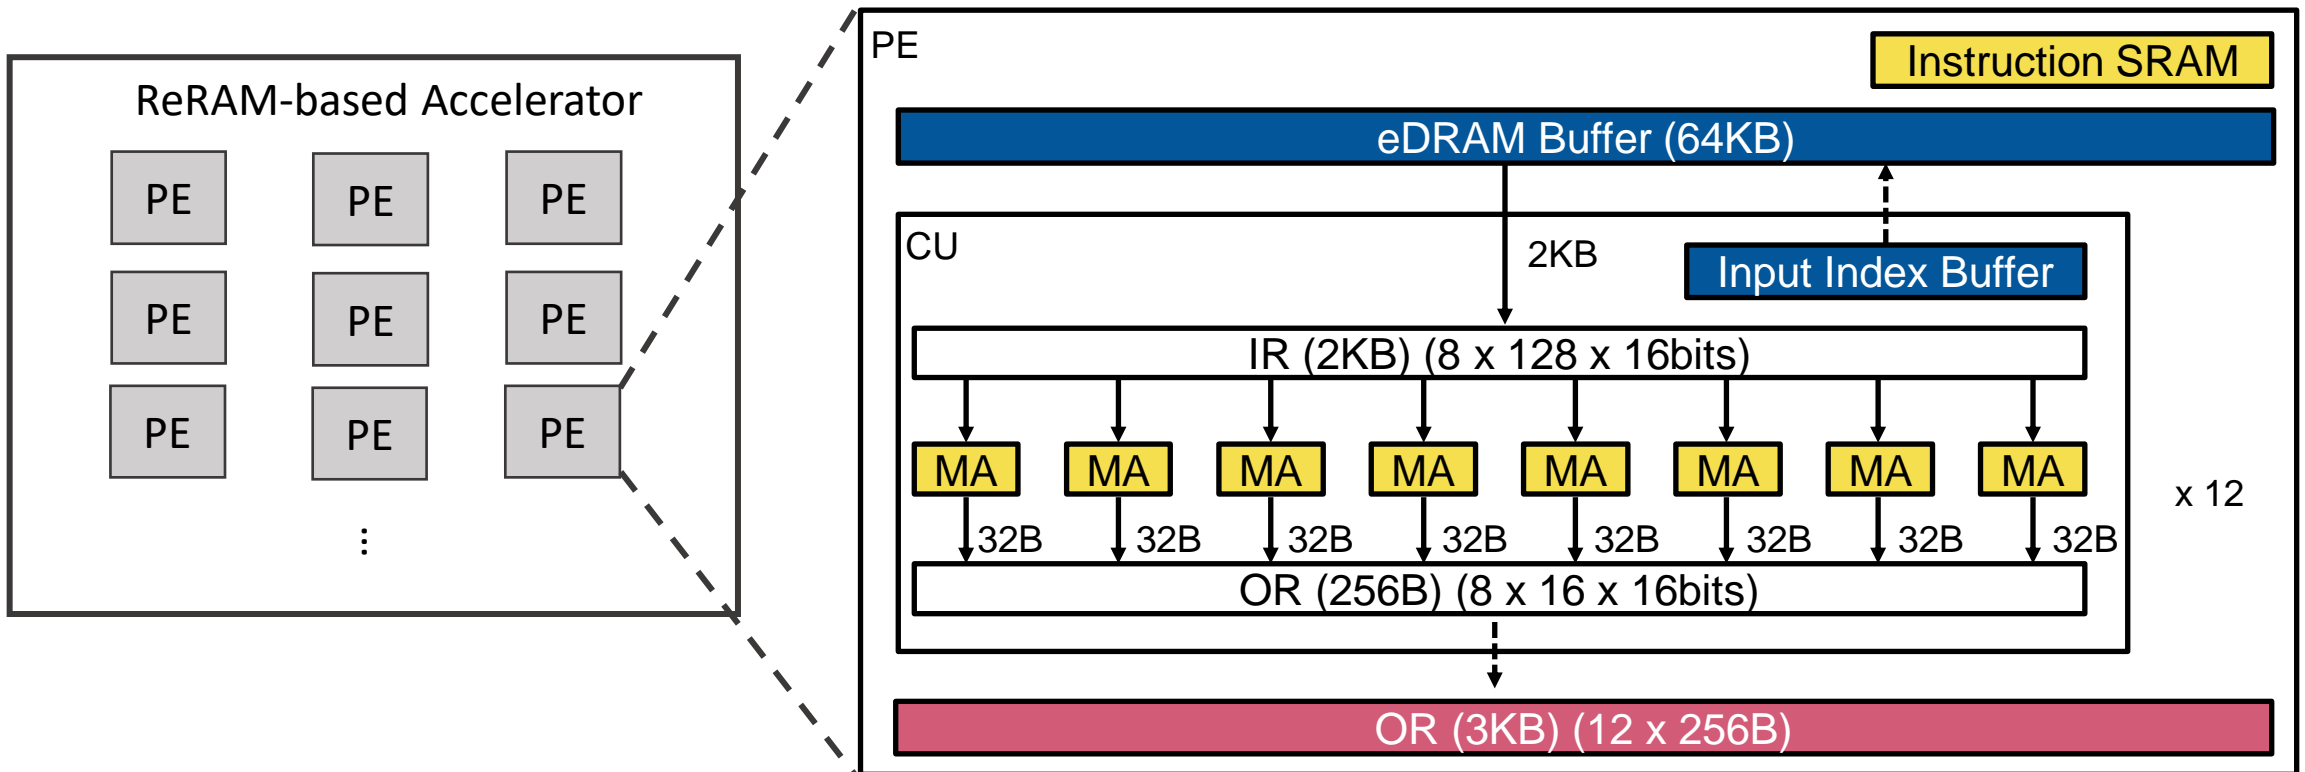 ReRAM-based Accelerator
PE PE PE
PE PE PE
PE PE PE
...
PE
Instruction SRAM
eDRAM Buffer (64KB)
CU
2KB
Input Index Buffer
IR (2KB) (8 x 128 x 16bits)
MA MA MA MA MA MA MA MA
x 12
32B 32B 32B 32B 32B 32B 32B 32B
OR (256B) (8 x 16 x 16bits)
OR (3KB) (12 x 256B)